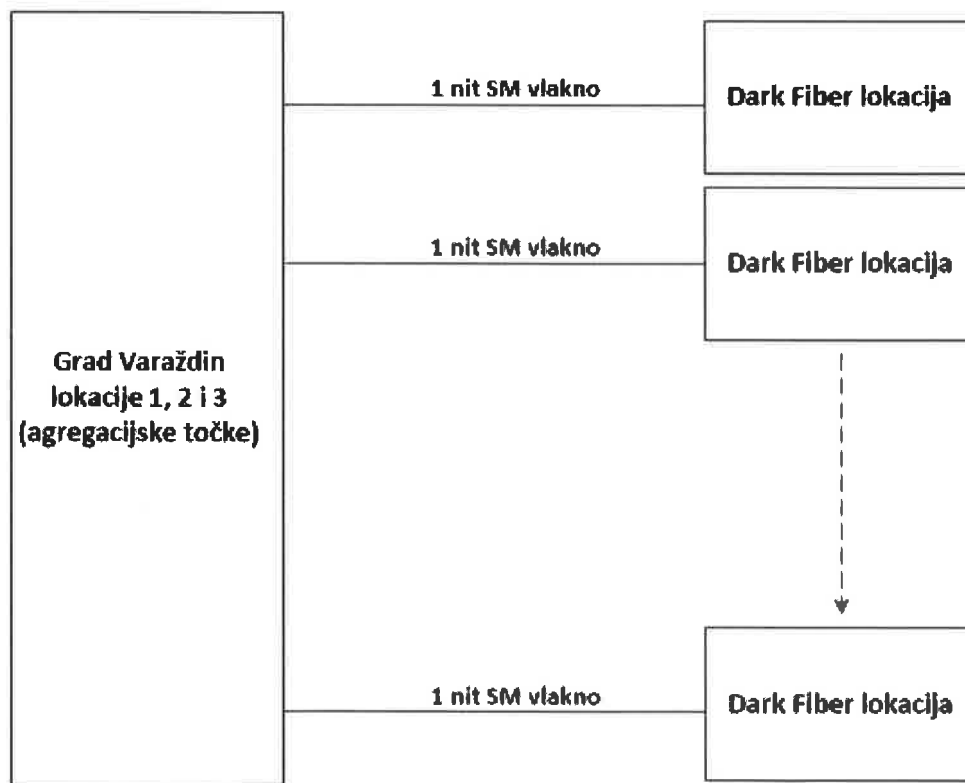 1 nit SM vlakno
Dark Fiber lokacija
1 nit SM vlakno
Dark Fiber lokacija
Grad Varaždin
lokacije 1, 2 i 3
(agregacijske točke)
1 nit SM vlakno
Dark Fiber lokacija